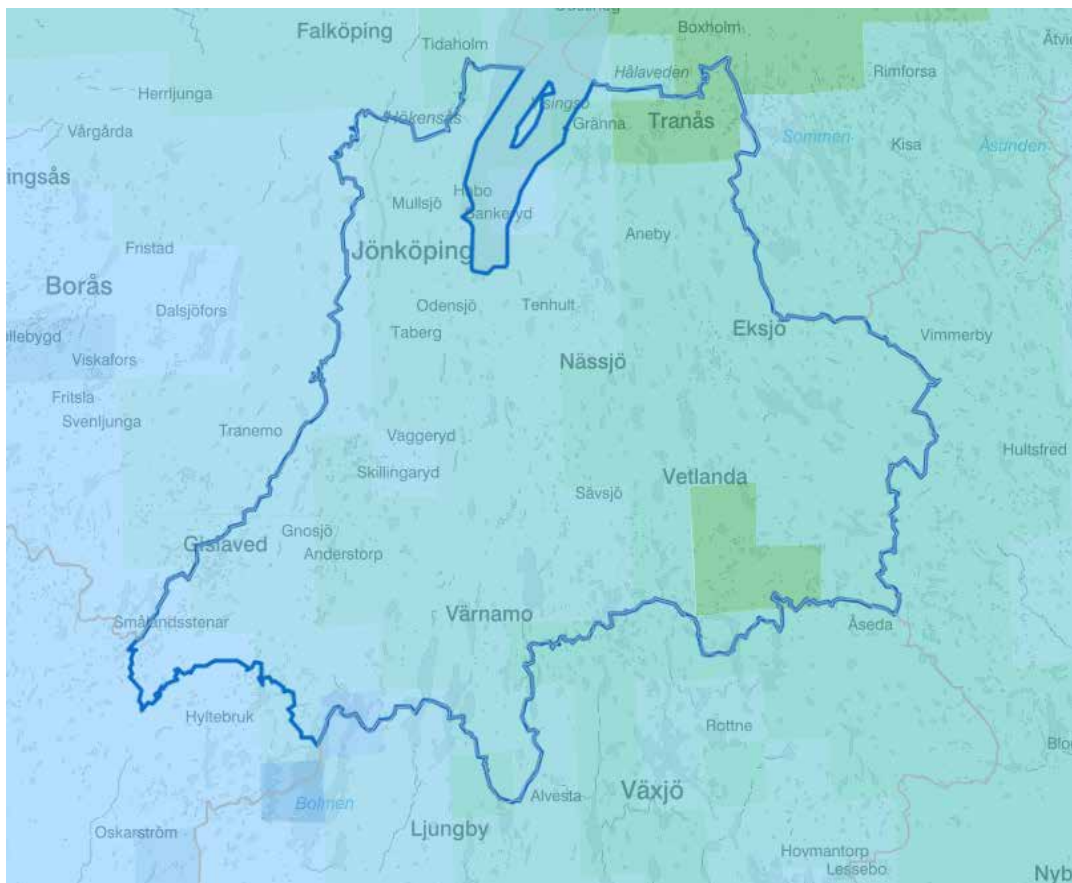 Boxholm
Falköping
Tidaholm
Hålaveden
Rimforsa
Herrljunga
Hökensås
Visingsö
Gränna
Tranås
Vårgårda
Sommen
Kisa
Åsunden
ingsås
Habo
Mullsjö
Bankeryd
Aneby
Fristad
Jönköping
Borås
Odensjö
Tenhult
Dalsjöfors
Eksjö
Vimmerby
llebygd
Taberg
Viskafors
Nässjö
Fritsla
Svenljunga
Tranemo
Vaggeryd
Hultsfred
Skillingaryd
Vetlanda
Sävsjö
Gnosjö
Gislaved
Anderstorp
Värnamo
Smålandsstenar
Åseda
Hyltebruk
Rottne
Blo
Växjö
Bolmen
Alvesta
Ljungby
Oskarström
Hovmantorp
Lessebo
Nyb